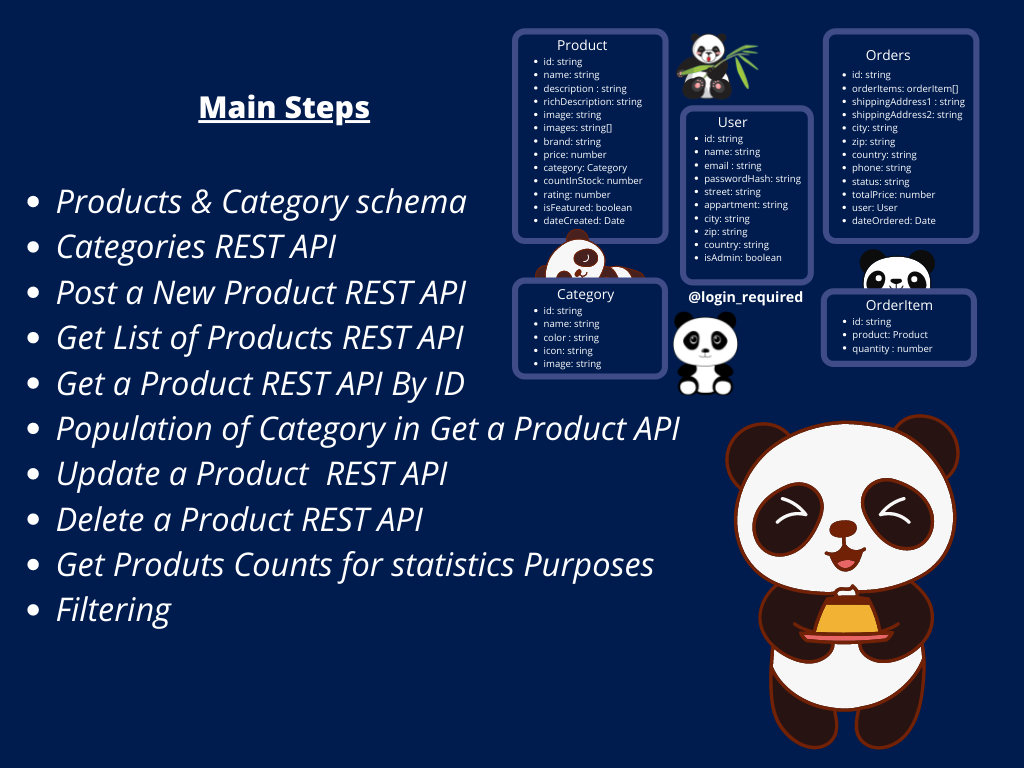 Main Steps
Products & Category schema
Categories REST API
Post a New Product REST API
Get List of Products REST API
Get a Product REST API By ID
Population of Category in Get a Product API
Update a Product  REST API
Delete a Product REST API
Get Produts Counts for statistics Purposes
Filtering
Product
id: string
name: string
description : string
richDescription: string
image: string
images: string[]
brand: string
price: number
category: Category
countInStock: number
rating: number
isFeatured: boolean
dateCreated: Date
Category
id: string
name: string
color : string
icon: string
image: string
User
id: string
name: string
email : string
passwordHash: string
street: string
appartment: string
city: string
zip: string
country: string
isAdmin: boolean
@login_required
Orders
id: string
orderItems: orderItem[]
shippingAddress1 : string
shippingAddress2: string
city: string
zip: string
country: string
phone: string
status: string
totalPrice: number
user: User
dateOrdered: Date
OrderItem
id: string
product: Product
quantity : number